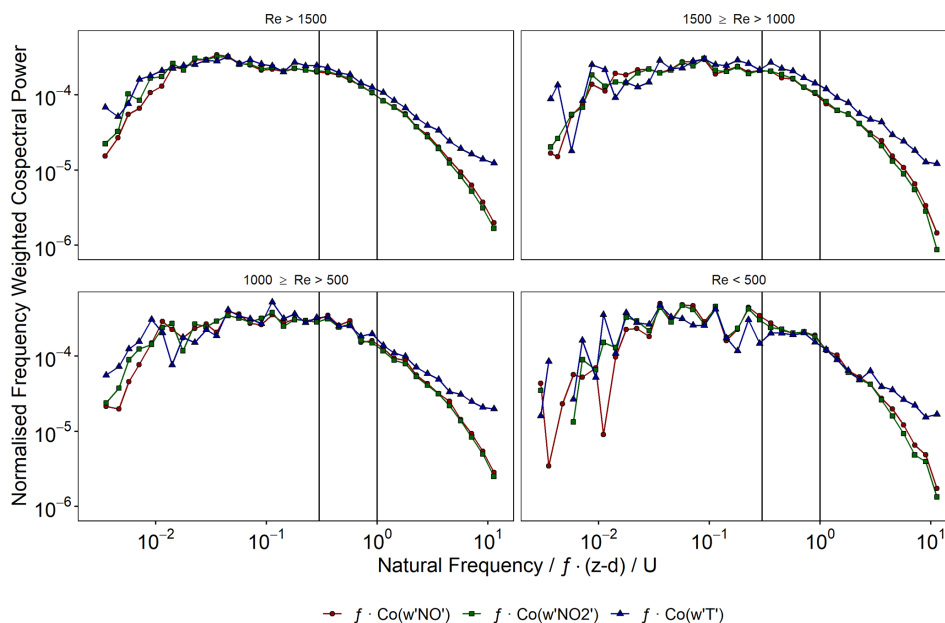 Re > 1500
1500 ≥ Re > 1000
1000 ≥ Re > 500
Re < 500
Normalised Frequency Weighted Cospectral Power
10⁻⁴
10⁻⁵
10⁻⁶
10⁻⁴
10⁻⁵
10⁻⁶
10⁻² 10⁻¹ 10⁰ 10¹ 10⁻² 10⁻¹ 10⁰ 10¹
Natural Frequency / ƒ · (z-d) / U
ƒ · Co(w'NO') ƒ · Co(w'NO2') ƒ · Co(w'T')